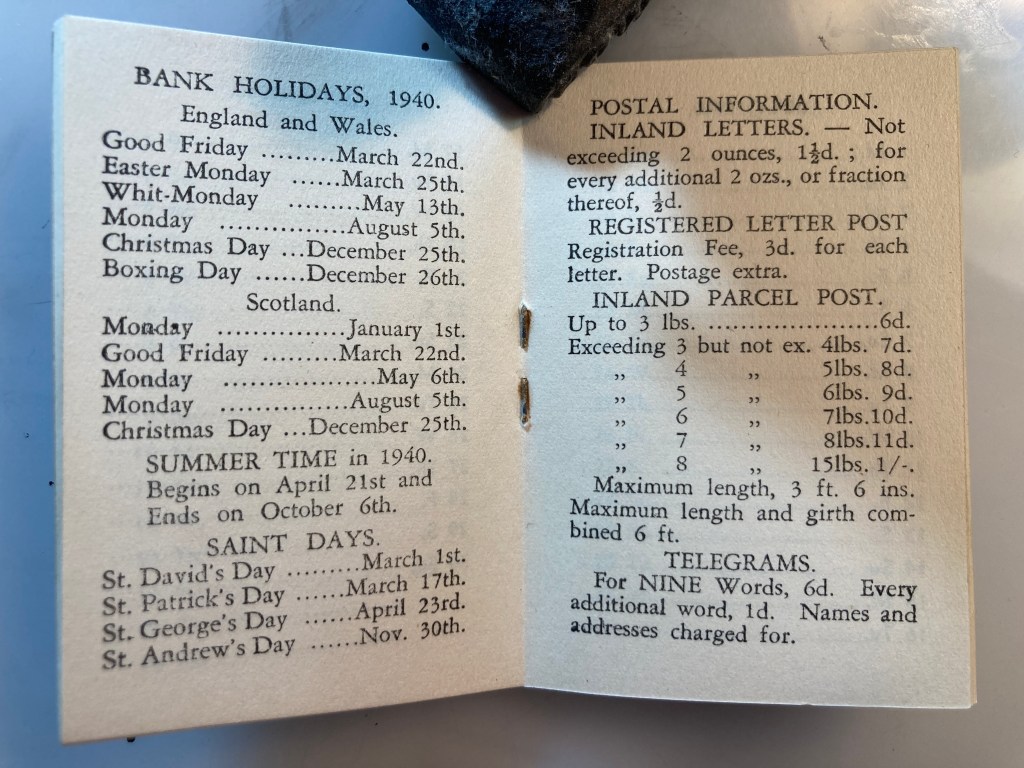 BANK HOLIDAYS, 1940.
England and Wales.
Good Friday .........March 22nd.
Easter Monday ......March 25th.
Whit-Monday .........May 13th.
Monday ...............August 5th.
Christmas Day ...December 25th.
Boxing Day ......December 26th.
Scotland.
Monday ...............January 1st.
Good Friday .........March 22nd.
Monday ..................May 6th.
Monday ...............August 5th.
Christmas Day ...December 25th.
SUMMER TIME in 1940.
Begins on April 21st and
Ends on October 6th.
SAINT DAYS.
St. David's Day .........March 1st.
St. Patrick's Day ......March 17th.
St. George's Day ......April 23rd.
St. Andrew's Day ......Nov. 30th.
POSTAL INFORMATION.
INLAND LETTERS. — Not
exceeding 2 ounces, 1½d. ; for
every additional 2 ozs., or fraction
thereof, ½d.
REGISTERED LETTER POST
Registration Fee, 3d. for each
letter. Postage extra.
INLAND PARCEL POST.
Up to 3 lbs. .....................6d.
Exceeding 3 but not ex. 4lbs. 7d.
,, 4 ,, 5lbs. 8d.
,, 5 ,, 6lbs. 9d.
,, 6 ,, 7lbs.10d.
,, 7 ,, 8lbs.11d.
,, 8 ,, 15lbs. 1/-.
Maximum length, 3 ft. 6 ins.
Maximum length and girth com-
bined 6 ft.
TELEGRAMS.
For NINE Words, 6d. Every
additional word, 1d. Names and
addresses charged for.